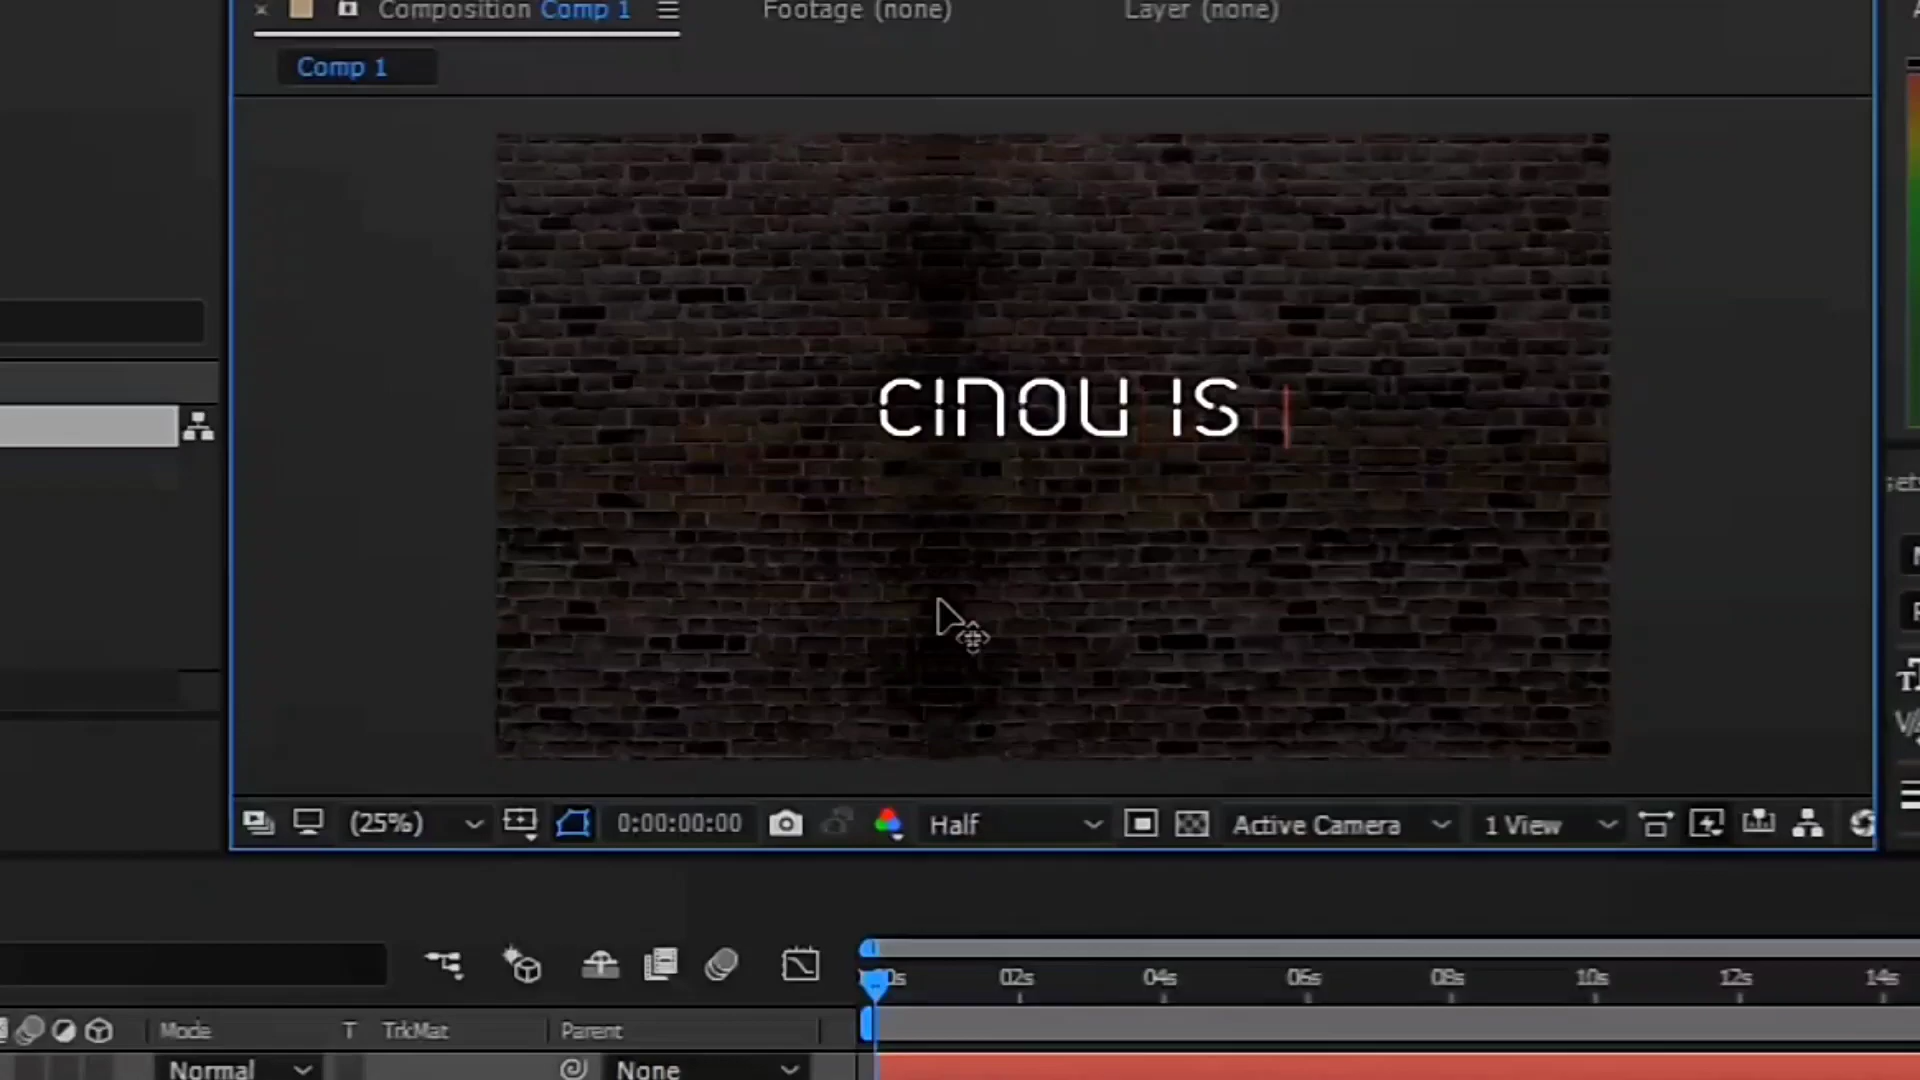 Composition Comp 1
Footage (none)
Layer (none)
Comp 1
CINOU IS
(25%)
0:00:00:00
Half
Active Camera
1 View
02s
04s
06s
08s
10s
12s
14s
Mode
T
TrkMat
Parent
Normal
None